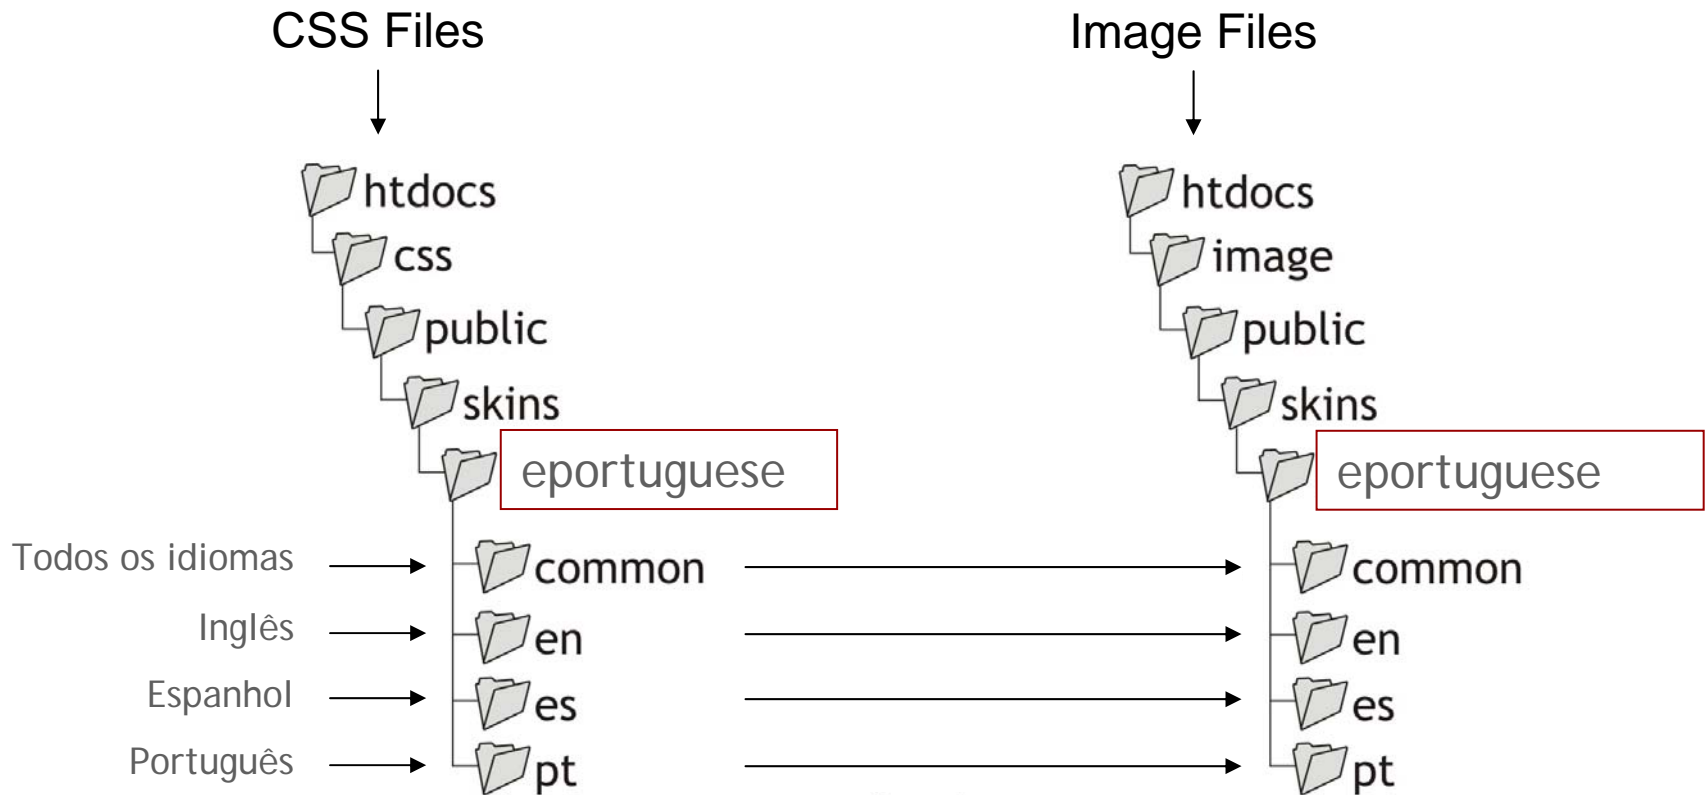 CSS Files
Image Files
htdocs
htdocs
css
image
public
public
skins
skins
eportuguese
eportuguese
Todos os idiomas
common
common
Inglês
en
en
Espanhol
es
es
Português
pt
pt